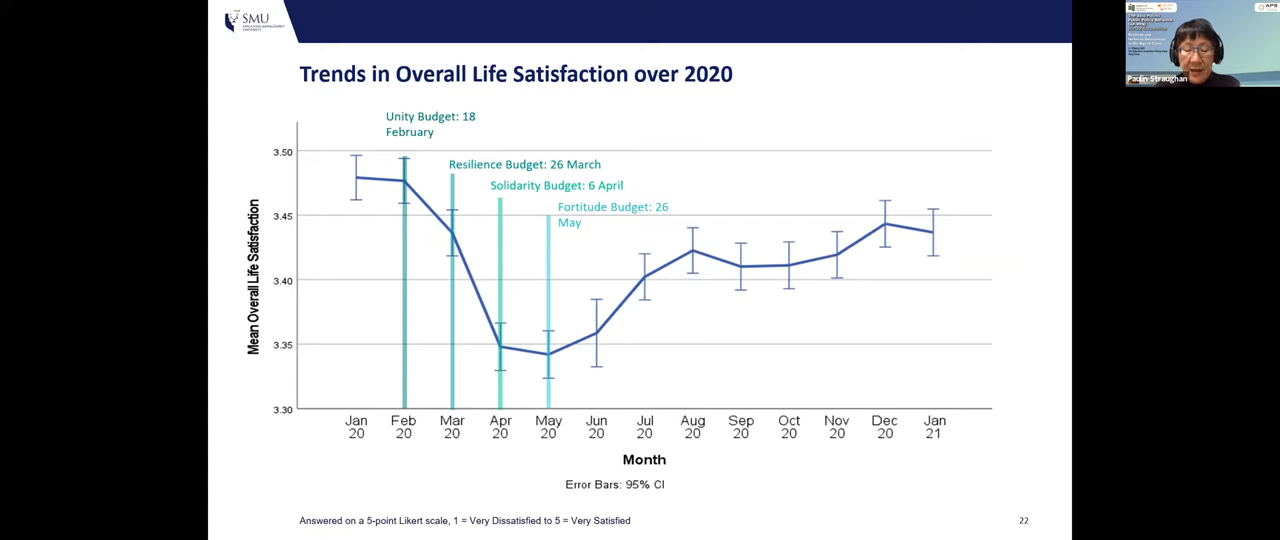 SMU
SINGAPORE MANAGEMENT
UNIVERSITY
Trends in Overall Life Satisfaction over 2020
Unity Budget: 18
February
Resilience Budget: 26 March
Solidarity Budget: 6 April
Fortitude Budget: 26
May
3.50
3.45
3.40
3.35
3.30
Mean Overall Life Satisfaction
Jan Feb Mar Apr May Jun Jul Aug Sep Oct Nov Dec Jan
20 20 20 20 20 20 20 20 20 20 20 20 21
Month
Error Bars: 95% CI
Answered on a 5-point Likert scale, 1 = Very Dissatisfied to 5 = Very Satisfied
22
APS
Paulin Straughan